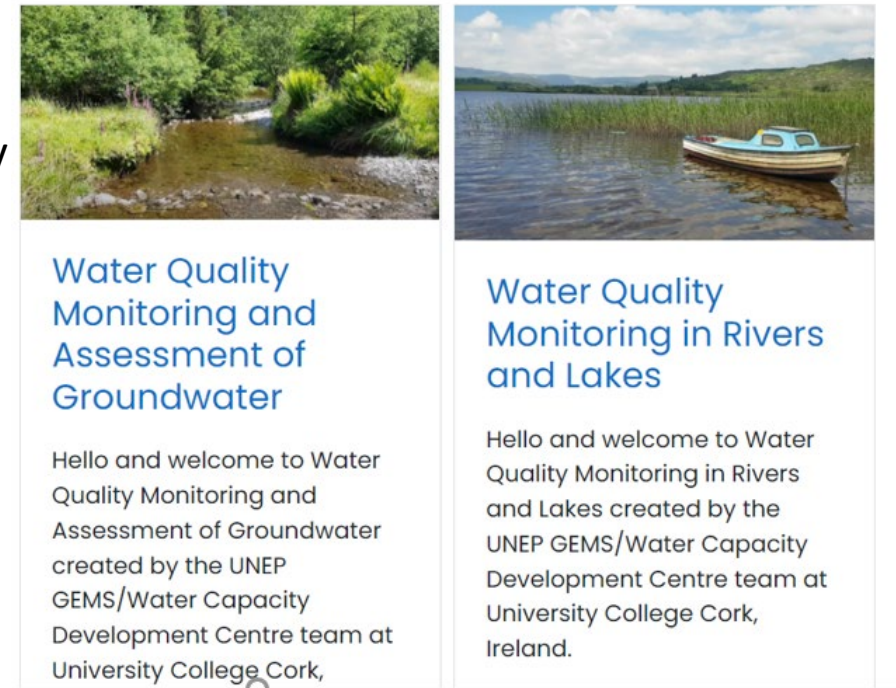 y
Water Quality
Monitoring and
Assessment of
Groundwater
Hello and welcome to Water
Quality Monitoring and
Assessment of Groundwater
created by the UNEP
GEMS/Water Capacity
Development Centre team at
University College Cork,
Water Quality
Monitoring in Rivers
and Lakes
Hello and welcome to Water
Quality Monitoring in Rivers
and Lakes created by the
UNEP GEMS/Water Capacity
Development Centre team at
University College Cork,
Ireland.